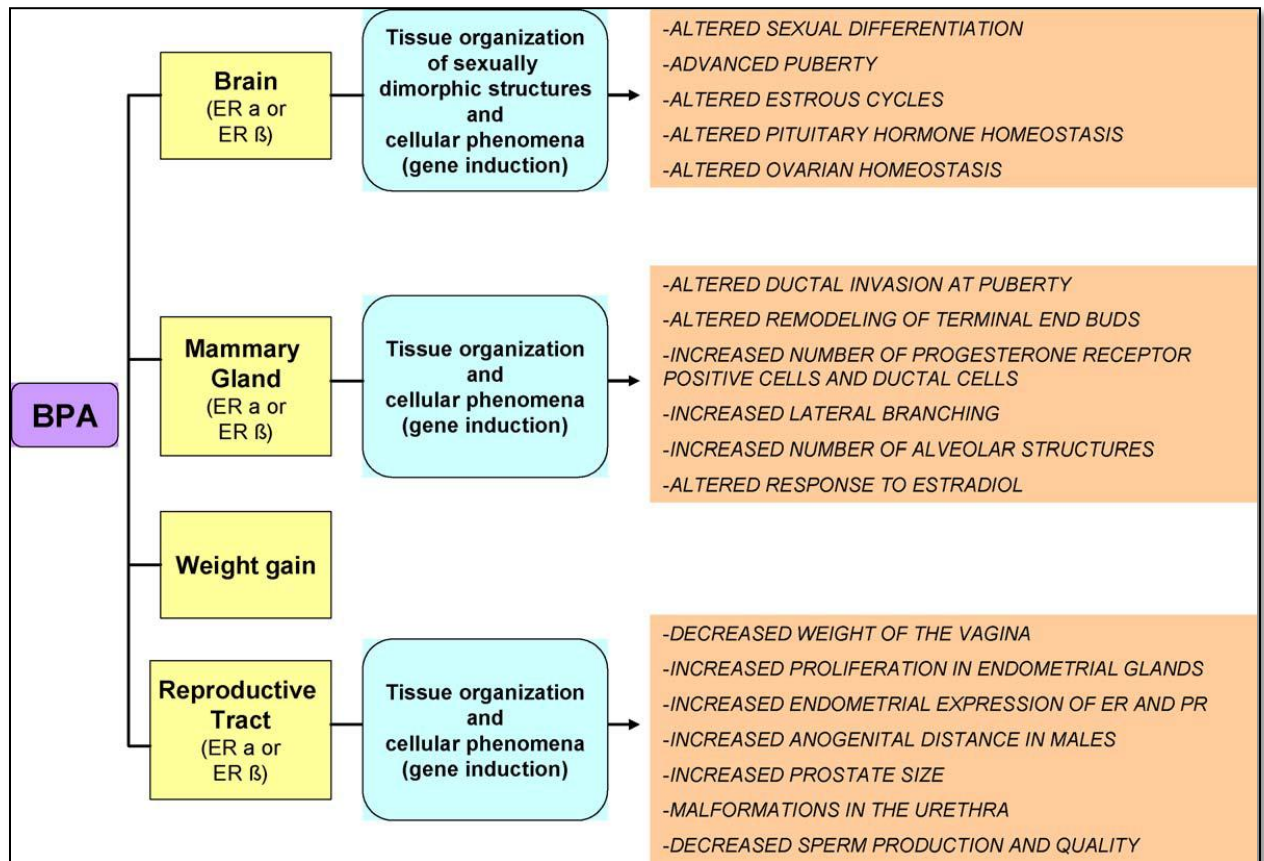 BPA
Brain
(ER a or
ER ß)
Tissue organization
of sexually
dimorphic structures
and
cellular phenomena
(gene induction)
-ALTERED SEXUAL DIFFERENTIATION
-ADVANCED PUBERTY
-ALTERED ESTROUS CYCLES
-ALTERED PITUITARY HORMONE HOMEOSTASIS
-ALTERED OVARIAN HOMEOSTASIS
Mammary
Gland
(ER a or
ER ß)
Tissue organization
and
cellular phenomena
(gene induction)
-ALTERED DUCTAL INVASION AT PUBERTY
-ALTERED REMODELING OF TERMINAL END BUDS
-INCREASED NUMBER OF PROGESTERONE RECEPTOR
POSITIVE CELLS AND DUCTAL CELLS
-INCREASED LATERAL BRANCHING
-INCREASED NUMBER OF ALVEOLAR STRUCTURES
-ALTERED RESPONSE TO ESTRADIOL
Weight gain
Reproductive
Tract
(ER a or
ER ß)
Tissue organization
and
cellular phenomena
(gene induction)
-DECREASED WEIGHT OF THE VAGINA
-INCREASED PROLIFERATION IN ENDOMETRIAL GLANDS
-INCREASED ENDOMETRIAL EXPRESSION OF ER AND PR
-INCREASED ANOGENITAL DISTANCE IN MALES
-INCREASED PROSTATE SIZE
-MALFORMATIONS IN THE URETHRA
-DECREASED SPERM PRODUCTION AND QUALITY